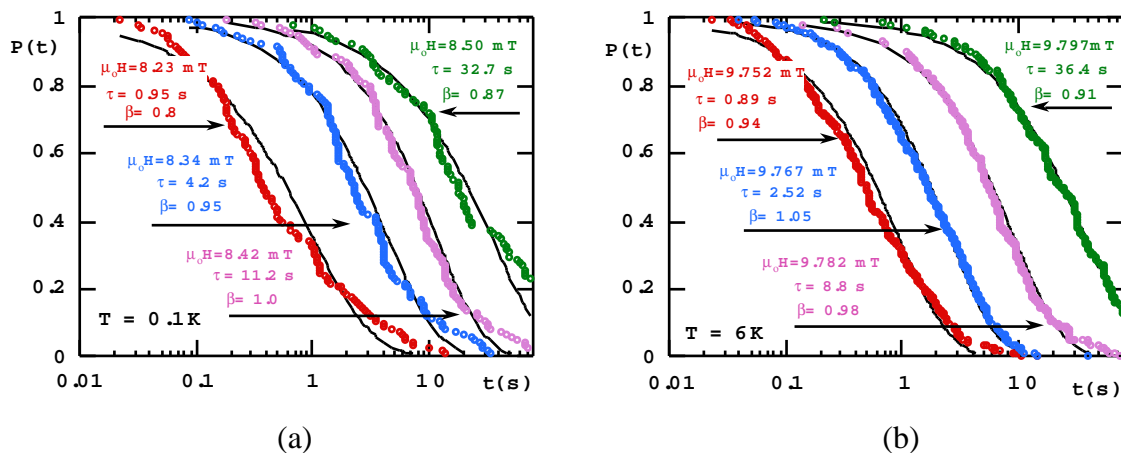 1
P(t)
0.8
0.6
0.4
0.2
0
0.01
0.1
1
10
t(s)
μoH=8.50 mT
τ= 32.7 s
β= 0.87
μoH=8.23 mT
τ= 0.95 s
β= 0.8
μoH=8.34 mT
τ= 4.2 s
β= 0.95
μoH=8.42 mT
τ= 11.2 s
β= 1.0
T = 0.1K
(a)
1
P(t)
0.8
0.6
0.4
0.2
0
0.01
0.1
1
10
t(s)
μoH=9.797 mT
τ= 36.4 s
β= 0.91
μoH=9.752 mT
τ= 0.89 s
β= 0.94
μoH=9.767 mT
τ= 2.52 s
β= 1.05
μoH=9.782 mT
τ= 8.8 s
β= 0.98
T = 6K
(b)